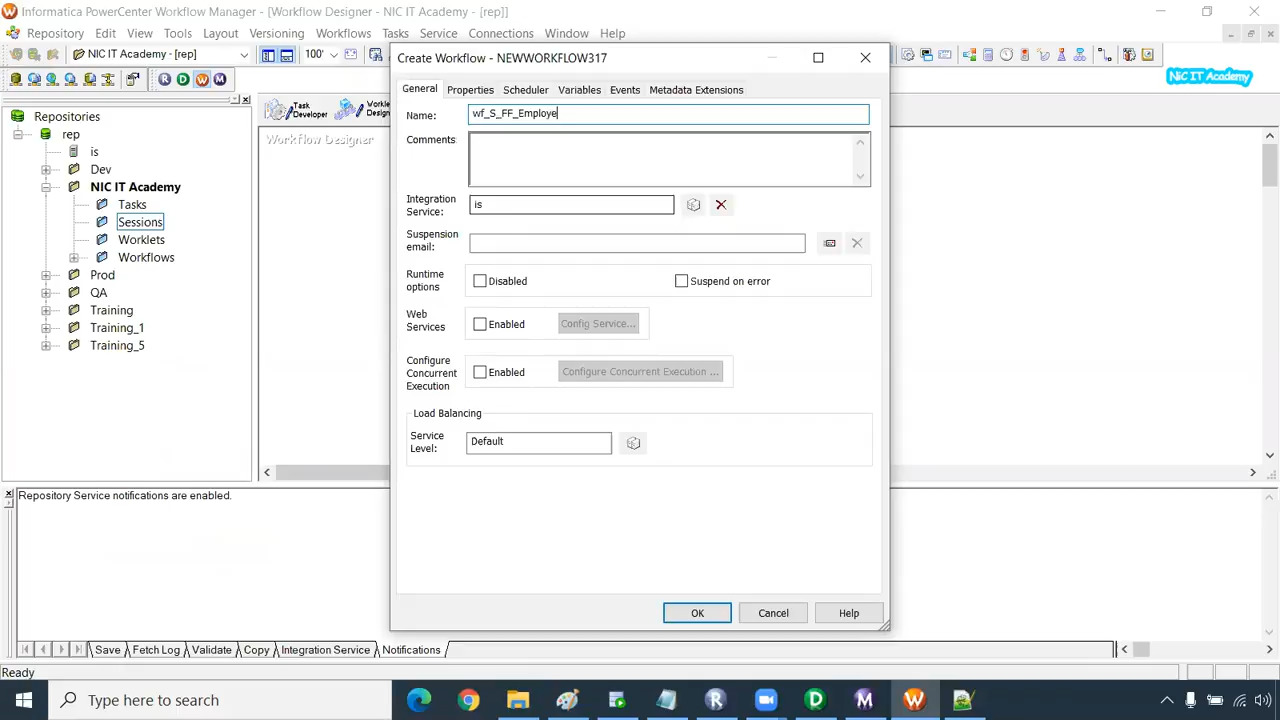 Informatica PowerCenter Workflow Manager - [Workflow Designer - NIC IT Academy - [rep]]
Repository Edit View Tools Layout Versioning Workflows Tasks Service Connections Window Help
NIC IT Academy - [rep]
100%
R D W M
NIC IT Academy
Repositories
rep
is
Dev
NIC IT Academy
Tasks
Sessions
Worklets
Workflows
Prod
QA
Training
Training_1
Training_5
Task Developer
Workle Desig
Workflow Designer
Create Workflow - NEWWORKFLOW317
General Properties Scheduler Variables Events Metadata Extensions
Name: wf_S_FF_Employe
Comments:
Integration Service: is
Suspension email:
Runtime options Disabled Suspend on error
Web Services Enabled Config Service...
Configure Concurrent Execution Enabled Configure Concurrent Execution ...
Load Balancing
Service Level: Default
OK Cancel Help
Repository Service notifications are enabled.
Save Fetch Log Validate Copy Integration Service Notifications
Ready
Type here to search
R D M W